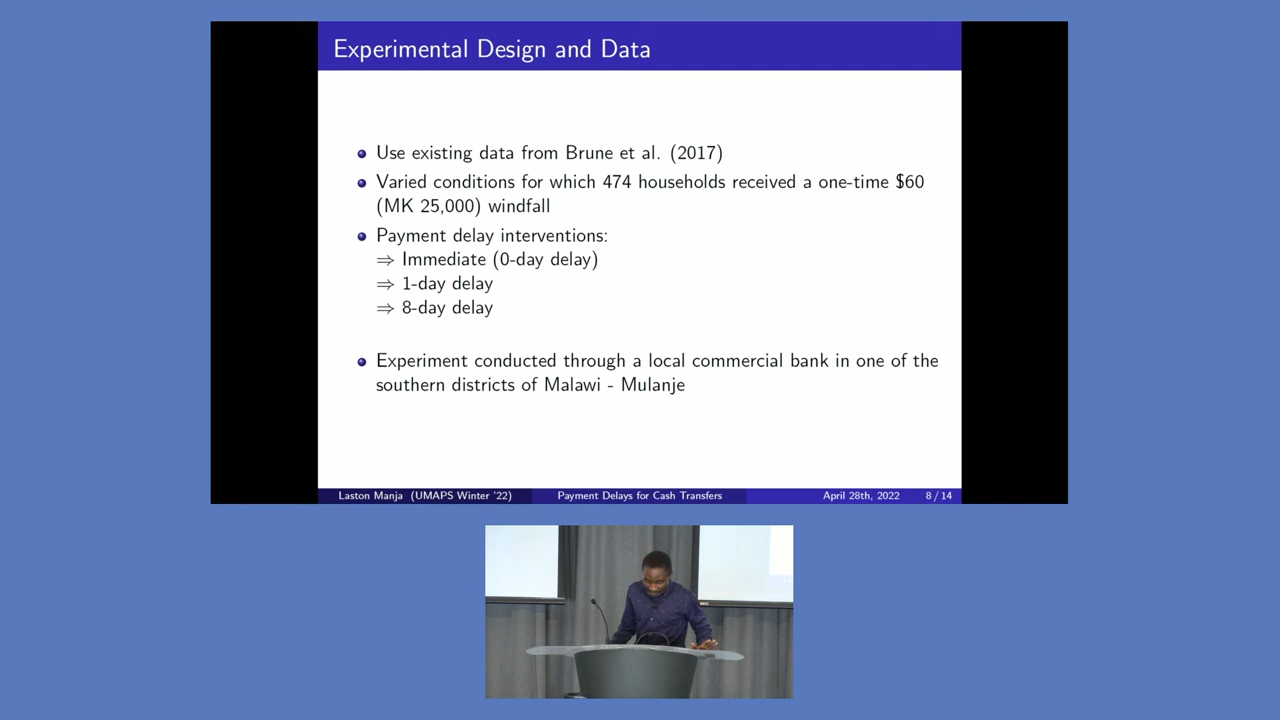 Experimental Design and Data
Use existing data from Brune et al. (2017)
Varied conditions for which 474 households received a one-time $60
(MK 25,000) windfall
Payment delay interventions:
⇒ Immediate (0-day delay)
⇒ 1-day delay
⇒ 8-day delay
Experiment conducted through a local commercial bank in one of the
southern districts of Malawi - Mulanje
Laston Manja (UMAPS Winter '22) Payment Delays for Cash Transfers April 28th, 2022 8 / 14